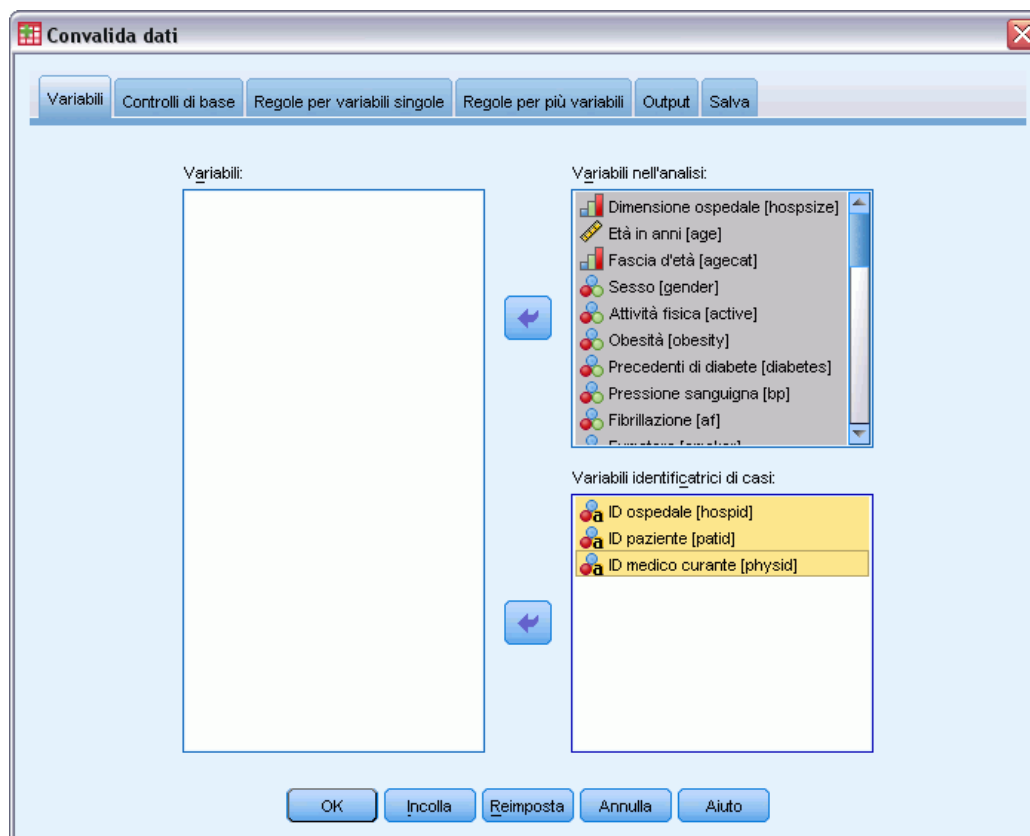 Convalida dati
Variabili
Controlli di base
Regole per variabili singole
Regole per più variabili
Output
Salva
Variabili:
Variabili nell'analisi:
Dimensione ospedale [hospsize]
Età in anni [age]
Fascia d'età [agecat]
Sesso [gender]
Attività fisica [active]
Obesità [obesity]
Precedenti di diabete [diabetes]
Pressione sanguigna [bp]
Fibrillazione [af]
Variabili identificatrici di casi:
ID ospedale [hospid]
ID paziente [patid]
ID medico curante [physid]
OK
Incolla
Reimposta
Annulla
Aiuto